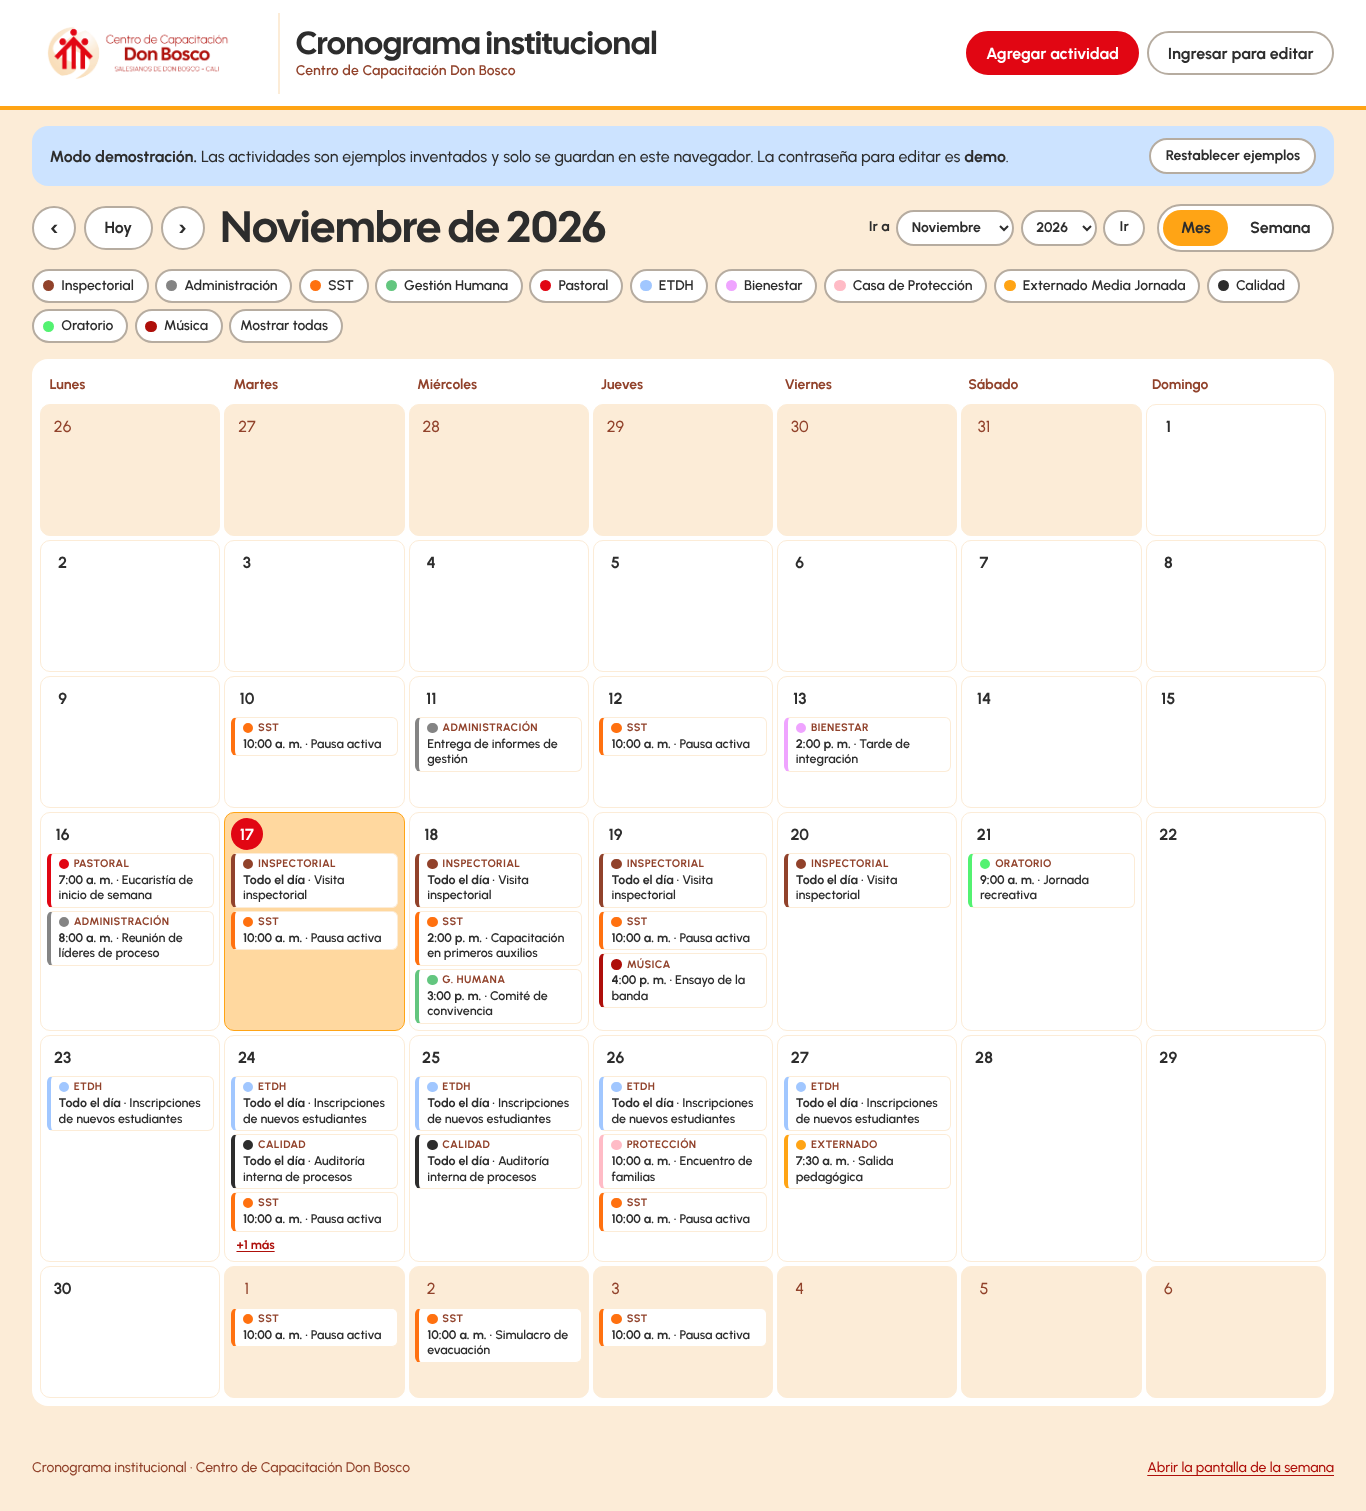 Centro de Capacitación
Don Bosco
SALESIANOS DE DON BOSCO - CALI
Cronograma institucional
Centro de Capacitación Don Bosco
Agregar actividad
Ingresar para editar
Modo demostración. Las actividades son ejemplos inventados y solo se guardan en este navegador. La contraseña para editar es demo.
Restablecer ejemplos
‹ Hoy ›
Noviembre de 2026
Ir a Noviembre 2026 Ir
Mes Semana
Inspectorial Administración SST Gestión Humana Pastoral ETDH Bienestar Casa de Protección Externado Media Jornada Calidad
Oratorio Música Mostrar todas
Lunes Martes Miércoles Jueves Viernes Sábado Domingo
26 27 28 29 30 31 1
2 3 4 5 6 7 8
9
10
SST
10:00 a. m. · Pausa activa
11
ADMINISTRACIÓN
Entrega de informes de
gestión
12
SST
10:00 a. m. · Pausa activa
13
BIENESTAR
2:00 p. m. · Tarde de
integración
14
15
16
PASTORAL
7:00 a. m. · Eucaristía de
inicio de semana
ADMINISTRACIÓN
8:00 a. m. · Reunión de
líderes de proceso
17
INSPECTORIAL
Todo el día · Visita
inspectorial
SST
10:00 a. m. · Pausa activa
18
INSPECTORIAL
Todo el día · Visita
inspectorial
SST
2:00 p. m. · Capacitación
en primeros auxilios
G. HUMANA
3:00 p. m. · Comité de
convivencia
19
INSPECTORIAL
Todo el día · Visita
inspectorial
SST
10:00 a. m. · Pausa activa
MÚSICA
4:00 p. m. · Ensayo de la
banda
20
INSPECTORIAL
Todo el día · Visita
inspectorial
21
ORATORIO
9:00 a. m. · Jornada
recreativa
22
23
ETDH
Todo el día · Inscripciones
de nuevos estudiantes
24
ETDH
Todo el día · Inscripciones
de nuevos estudiantes
CALIDAD
Todo el día · Auditoría
interna de procesos
SST
10:00 a. m. · Pausa activa
+1 más
25
ETDH
Todo el día · Inscripciones
de nuevos estudiantes
CALIDAD
Todo el día · Auditoría
interna de procesos
26
ETDH
Todo el día · Inscripciones
de nuevos estudiantes
PROTECCIÓN
10:00 a. m. · Encuentro de
familias
SST
10:00 a. m. · Pausa activa
27
ETDH
Todo el día · Inscripciones
de nuevos estudiantes
EXTERNADO
7:30 a. m. · Salida
pedagógica
28
29
30
1
SST
10:00 a. m. · Pausa activa
2
SST
10:00 a. m. · Simulacro de
evacuación
3
SST
10:00 a. m. · Pausa activa
4
5
6
Cronograma institucional · Centro de Capacitación Don Bosco
Abrir la pantalla de la semana